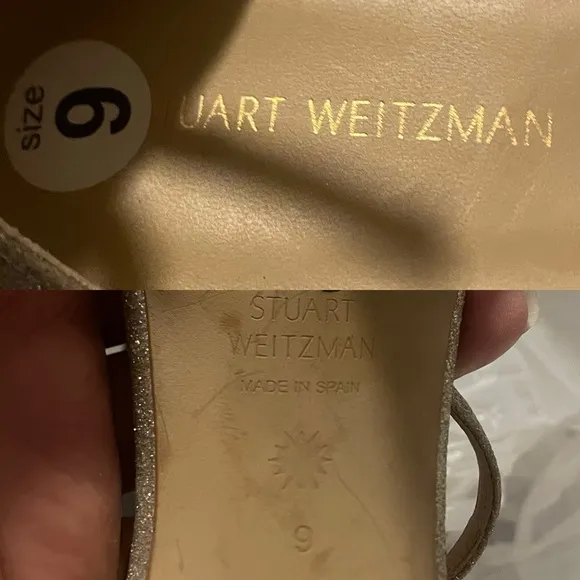 size 9
UART WEITZMAN
STUART
WEITZMAN
MADE IN SPAIN
9